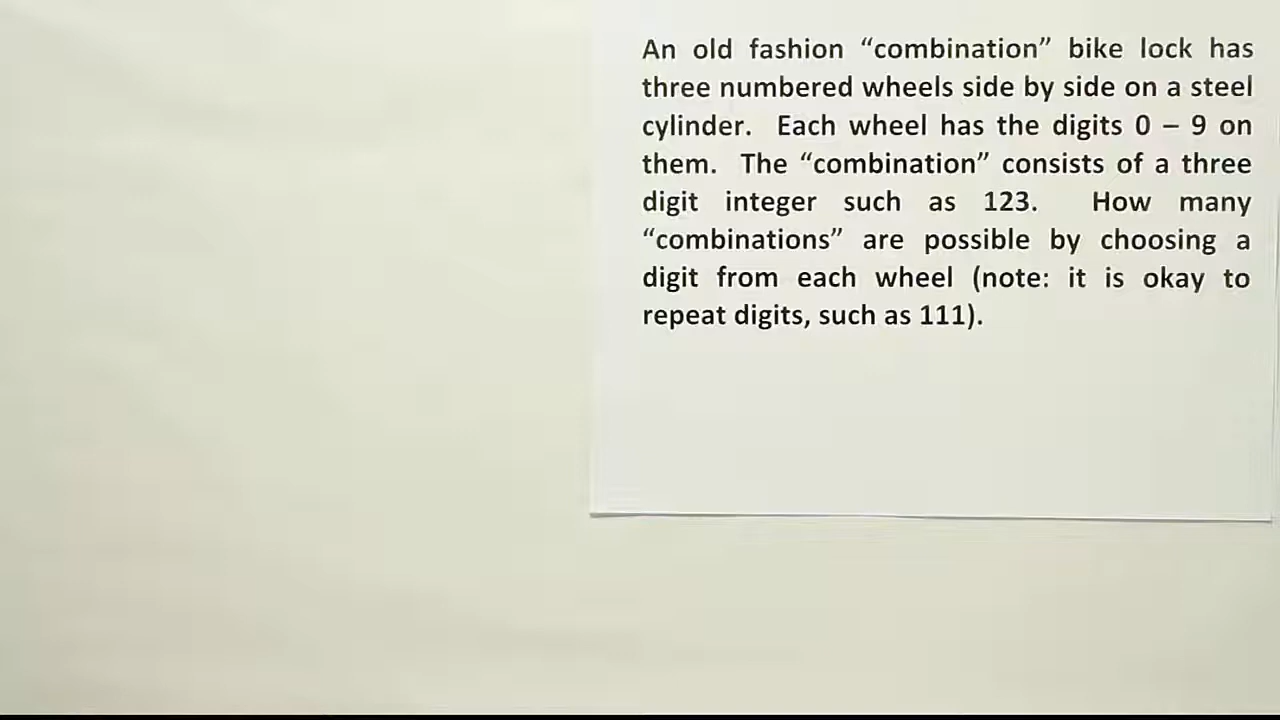 An old fashion “combination” bike lock has
three numbered wheels side by side on a steel
cylinder. Each wheel has the digits 0 – 9 on
them. The “combination” consists of a three
digit integer such as 123. How many
“combinations” are possible by choosing a
digit from each wheel (note: it is okay to
repeat digits, such as 111).